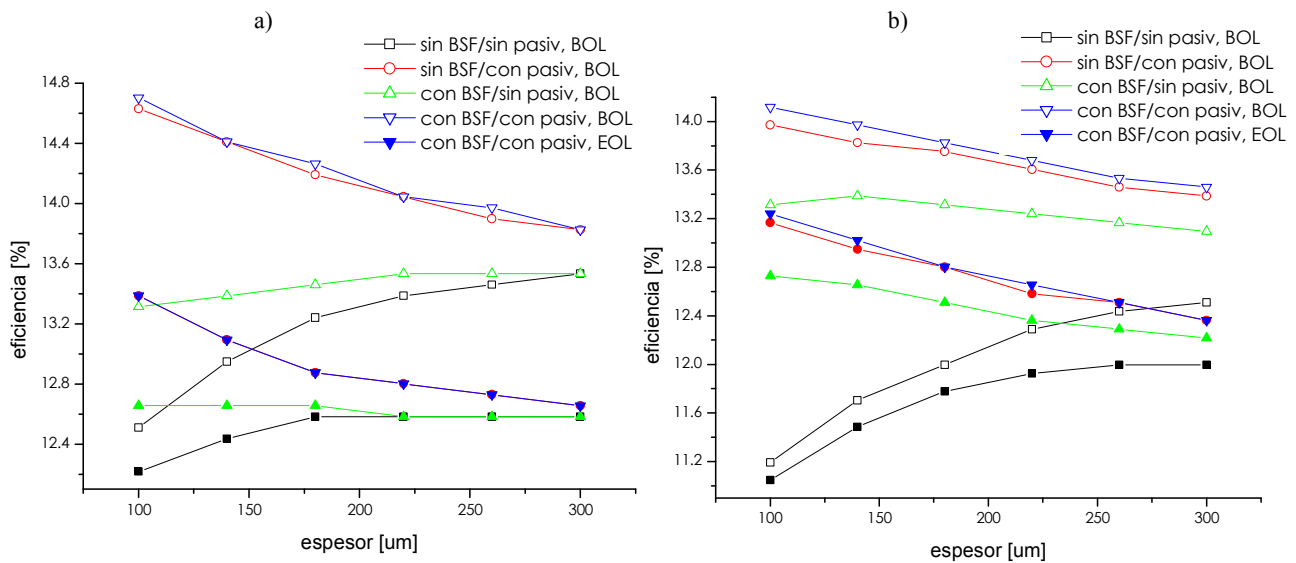 a)
sin BSF/sin pasiv, BOL
sin BSF/con pasiv, BOL
con BSF/sin pasiv, BOL
con BSF/con pasiv, BOL
con BSF/con pasiv, EOL
14.8
14.4
14.0
13.6
13.2
12.8
12.4
eficiencia [%]
100
150
200
250
300
espesor [um]
b)
sin BSF/sin pasiv, BOL
sin BSF/con pasiv, BOL
con BSF/sin pasiv, BOL
con BSF/con pasiv, BOL
con BSF/con pasiv, EOL
14.0
13.6
13.2
12.8
12.4
12.0
11.6
11.2
eficiencia [%]
100
150
200
250
300
espesor [um]